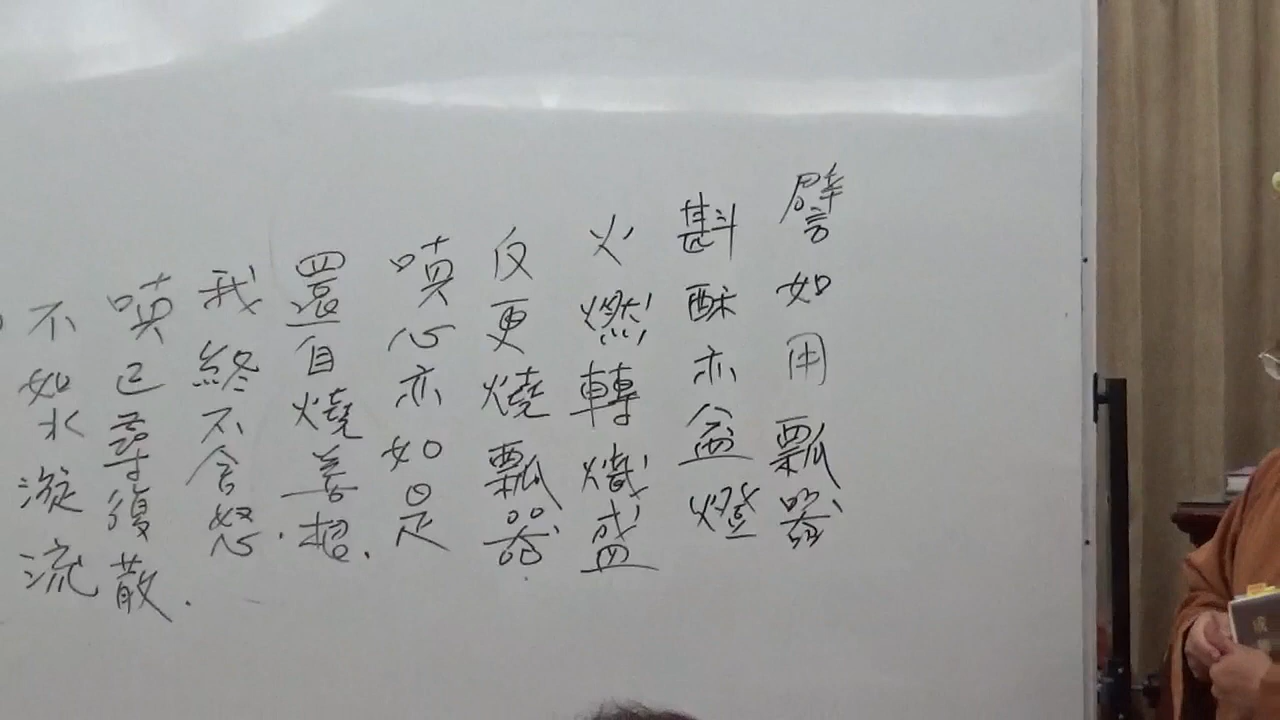 譬如用瓢器
斟酥亦益燈
火燃轉熾盛
反更燒瓢器
嗔心亦如是
還自燒善根.
我終不含怒.
嗔已尋復散.
不如水漩流